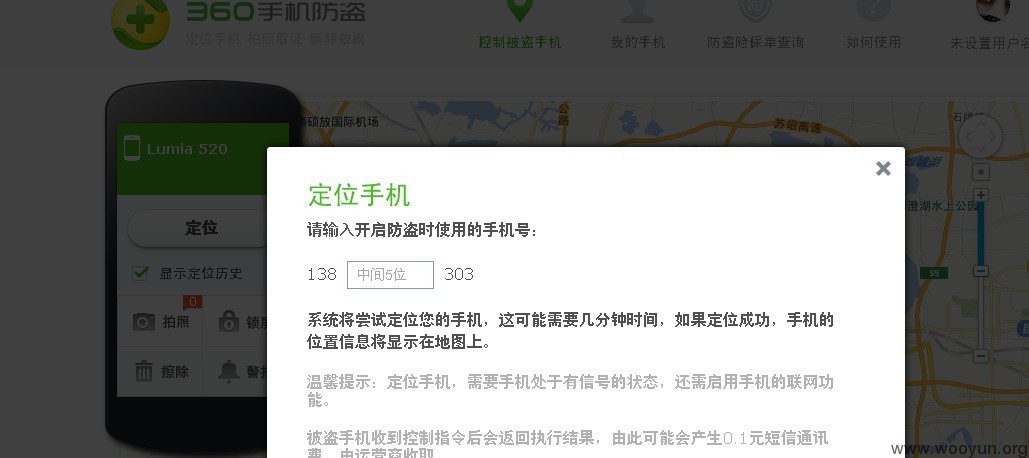 360手机防盗
定位手机 拍照取证 删除数据
控制被盗手机
我的手机
防盗险保单查询
如何使用
未设置用户名
硕放国际机场
公路
苏绍高速
Lumia 520
定位手机
请输入开启防盗时使用的手机号：
定位
138 中间5位 303
显示定位历史
澄湖水上公园
S5
0
拍照
锁
系统将尝试定位您的手机，这可能需要几分钟时间，如果定位成功，手机的
位置信息将显示在地图上。
擦除
警
温馨提示：定位手机，需要手机处于有信号的状态，还需启用手机的联网功
能。
被盗手机收到控制指令后会返回执行结果，由此可能会产生0.1元短信通讯
费，由运营商收取
www.wooyun.org